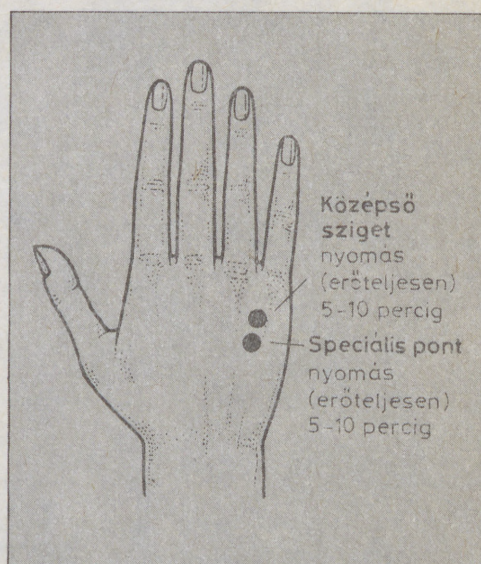 Középső
sziget
nyomás
(erőteljesen)
5-10 percig
Speciális pont
nyomás
(erőteljesen)
5-10 percig